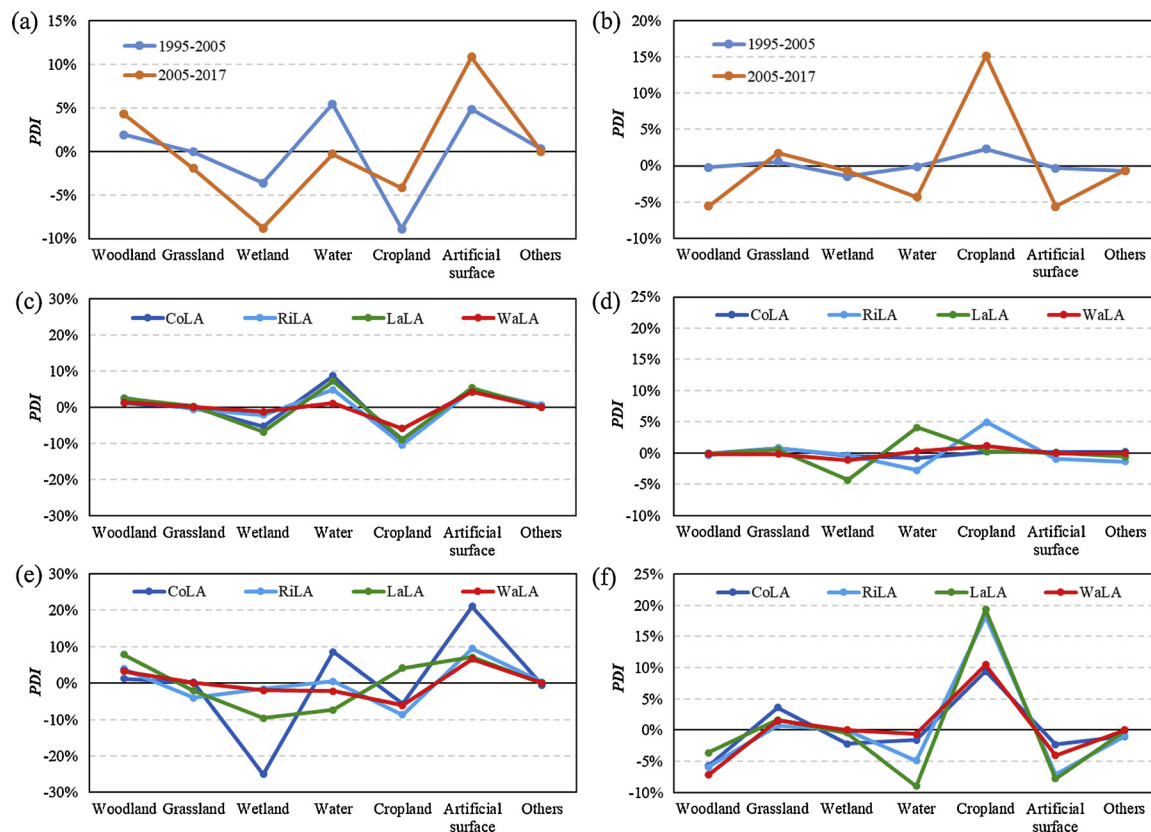 (a)
15%
10%
5%
0%
-5%
-10%
PDI
1995-2005
2005-2017
Woodland Grassland Wetland Water Cropland Artificial surface Others
(b)
20%
15%
10%
5%
0%
-5%
-10%
PDI
1995-2005
2005-2017
Woodland Grassland Wetland Water Cropland Artificial surface Others
(c)
30%
20%
10%
0%
-10%
-20%
-30%
PDI
CoLA RiLA LaLA WaLA
Woodland Grassland Wetland Water Cropland Artificial surface Others
(d)
25%
20%
15%
10%
5%
0%
-5%
-10%
PDI
CoLA RiLA LaLA WaLA
Woodland Grassland Wetland Water Cropland Artificial surface Others
(e)
30%
20%
10%
0%
-10%
-20%
-30%
PDI
CoLA RiLA LaLA WaLA
Woodland Grassland Wetland Water Cropland Artificial surface Others
(f)
25%
20%
15%
10%
5%
0%
-5%
-10%
PDI
CoLA RiLA LaLA WaLA
Woodland Grassland Wetland Water Cropland Artificial surface Others